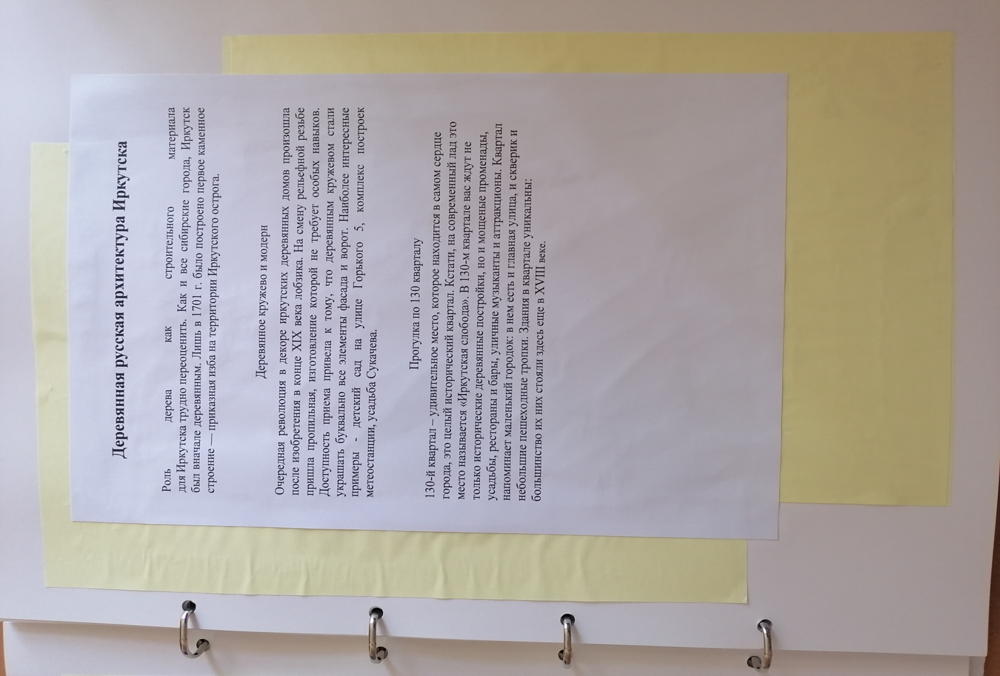 Деревянная русская архитектура Иркутска
Роль дерева как строительного материала
для Иркутска трудно переоценить. Как и все сибирские города, Иркутск
был вначале деревянным. Лишь в 1701 г. было построено первое каменное
строение — приказная изба на территории Иркутского острога.
Деревянное кружево и модерн
Очередная революция в декоре иркутских деревянных домов произошла
после изобретения в конце XIX века лобзика. На смену рельефной резьбе
пришла пропильная, изготовление которой не требует особых навыков.
Доступность приема привела к тому, что деревянным кружевом стали
украшать буквально все элементы фасада и ворот. Наиболее интересные
примеры - детский сад на улице Горького 5, комплекс построек
метеостанции, усадьба Сукачева.
Прогулка по 130 кварталу
130-й квартал – удивительное место, которое находится в самом сердце
города, это целый исторический квартал. Кстати, на современный лад это
место называется «Иркутская слобода». В 130-м квартале вас ждут не
только исторические деревянные постройки, но и мощеные променады,
усадьбы, рестораны и бары, уличные музыканты и аттракционы. Квартал
напоминает маленький городок: в нем есть и главная улица, и скверик и
небольшие пешеходные тропки. Здания в квартале уникальны:
большинство их них стояли здесь еще в XVIII веке.